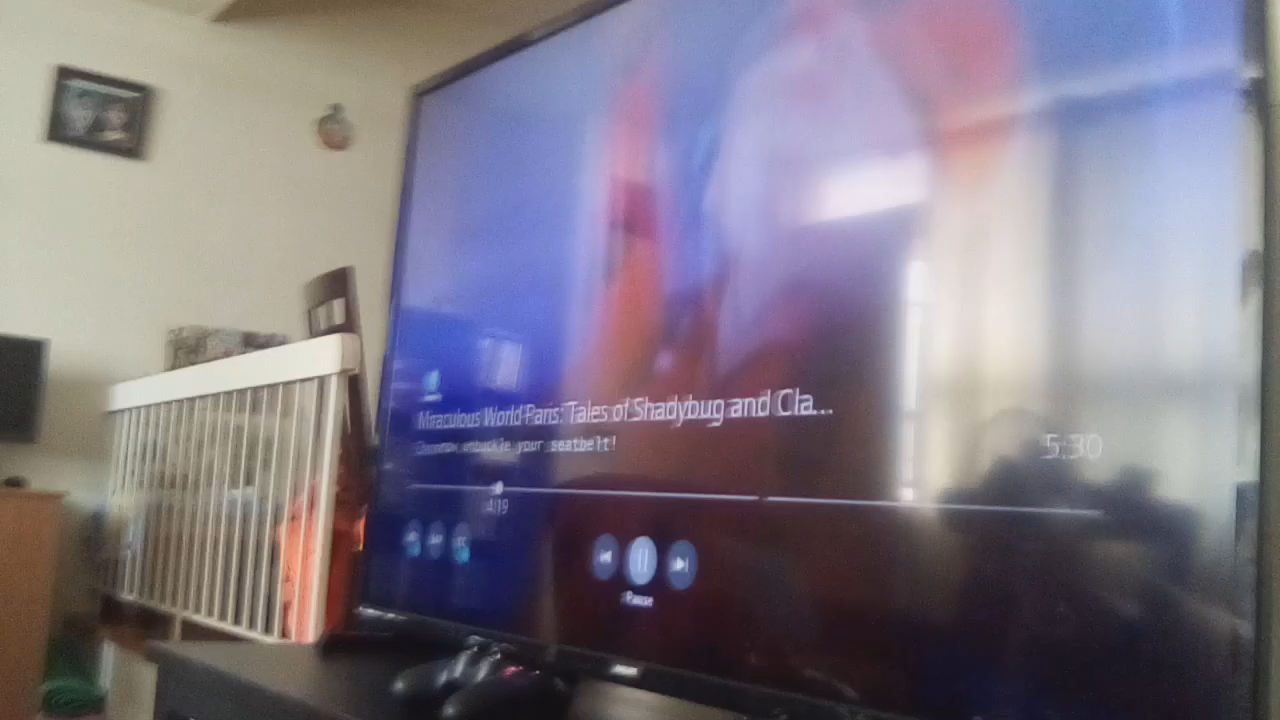 Miraculous World Paris: Tales of Shadybug and Cla...
unbuckle your seatbelt!
5:30
4:19
Pause